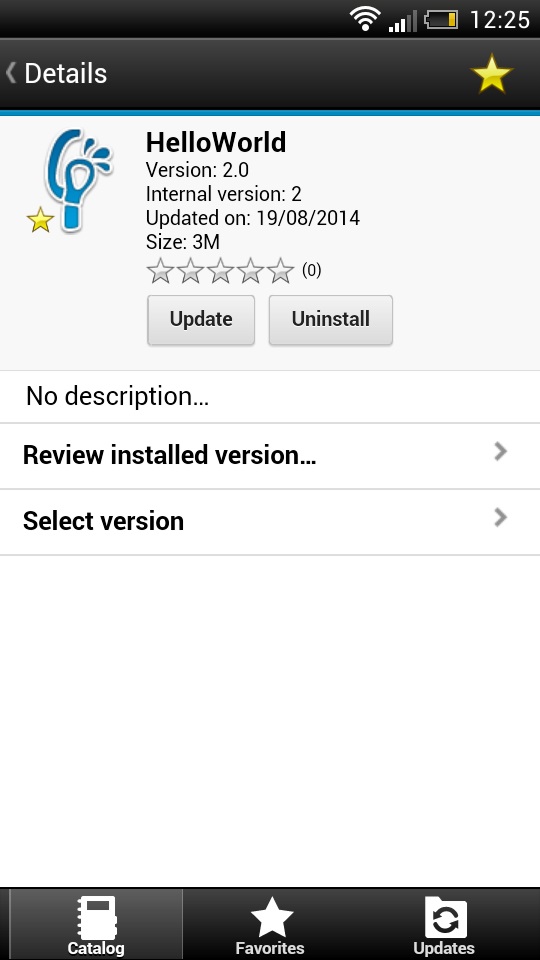 12:25
Details
HelloWorld
Version: 2.0
Internal version: 2
Updated on: 19/08/2014
Size: 3M
(0)
Update Uninstall
No description...
Review installed version...
Select version
Catalog Favorites Updates